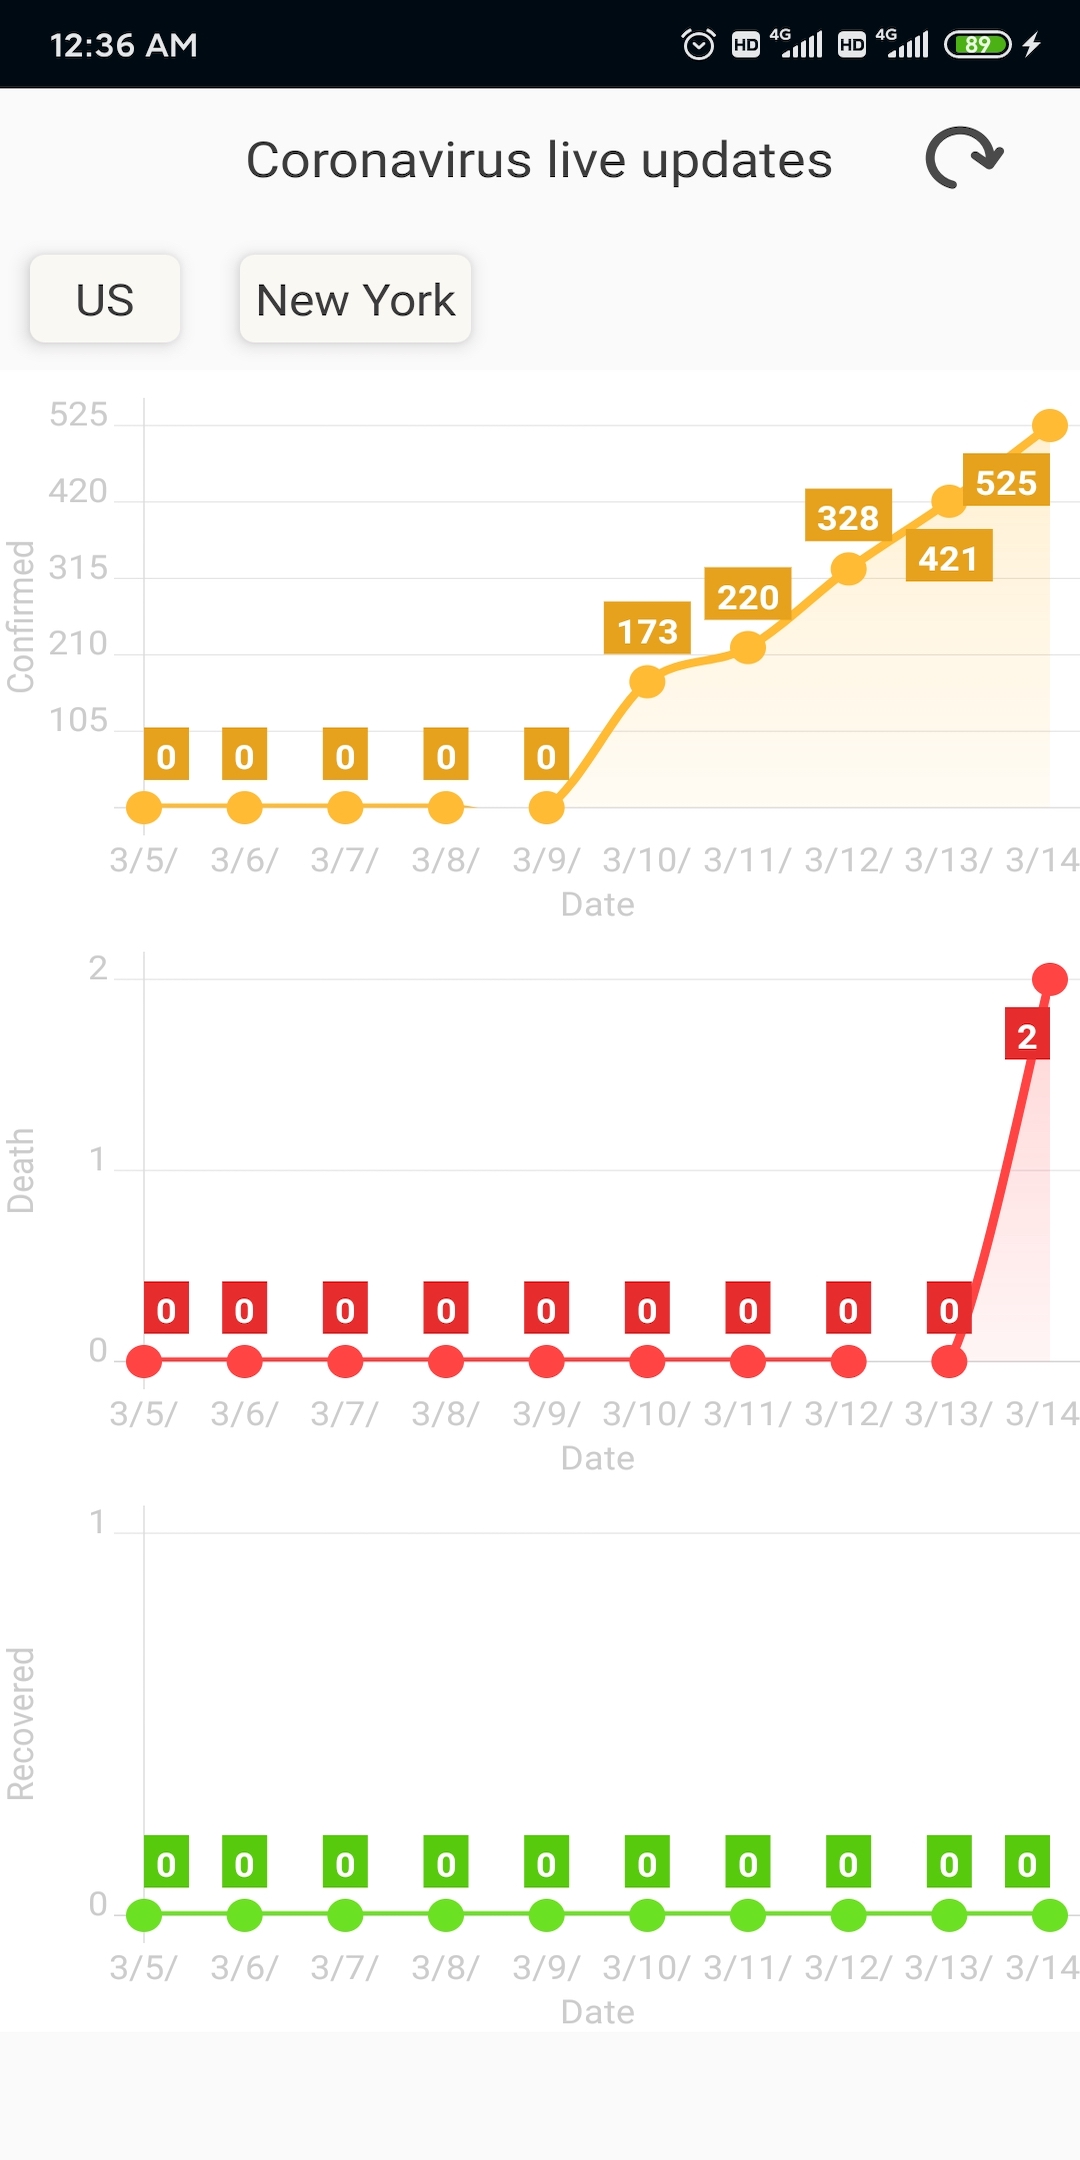 12:36 AM HD 4G HD 4G 89
Coronavirus live updates
US New York
Confirmed
525
420
315
210
105
0 0 0 0 0 173 220 328 421 525
3/5/ 3/6/ 3/7/ 3/8/ 3/9/ 3/10/ 3/11/ 3/12/ 3/13/ 3/14
Date
Death
2
1
0
0 0 0 0 0 0 0 0 0 2
3/5/ 3/6/ 3/7/ 3/8/ 3/9/ 3/10/ 3/11/ 3/12/ 3/13/ 3/14
Date
Recovered
1
0
0 0 0 0 0 0 0 0 0 0
3/5/ 3/6/ 3/7/ 3/8/ 3/9/ 3/10/ 3/11/ 3/12/ 3/13/ 3/14
Date